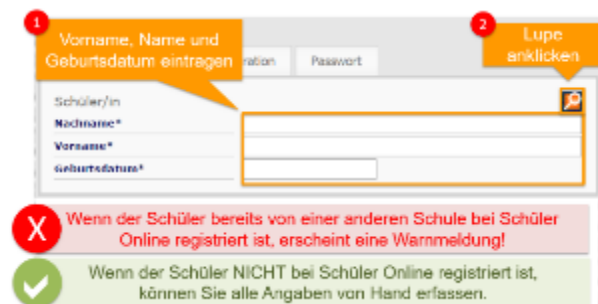 1
Vorname, Name und
Geburtsdatum eintragen
2
Lupe
anklicken
ration
Passwort
Schüler/in
Nachname*
Vorname*
Geburtsdatum*
X
Wenn der Schüler bereits von einer anderen Schule bei Schüler
Online registriert ist, erscheint eine Warnmeldung!
Wenn der Schüler NICHT bei Schüler Online registriert ist,
können Sie alle Angaben von Hand erfassen.